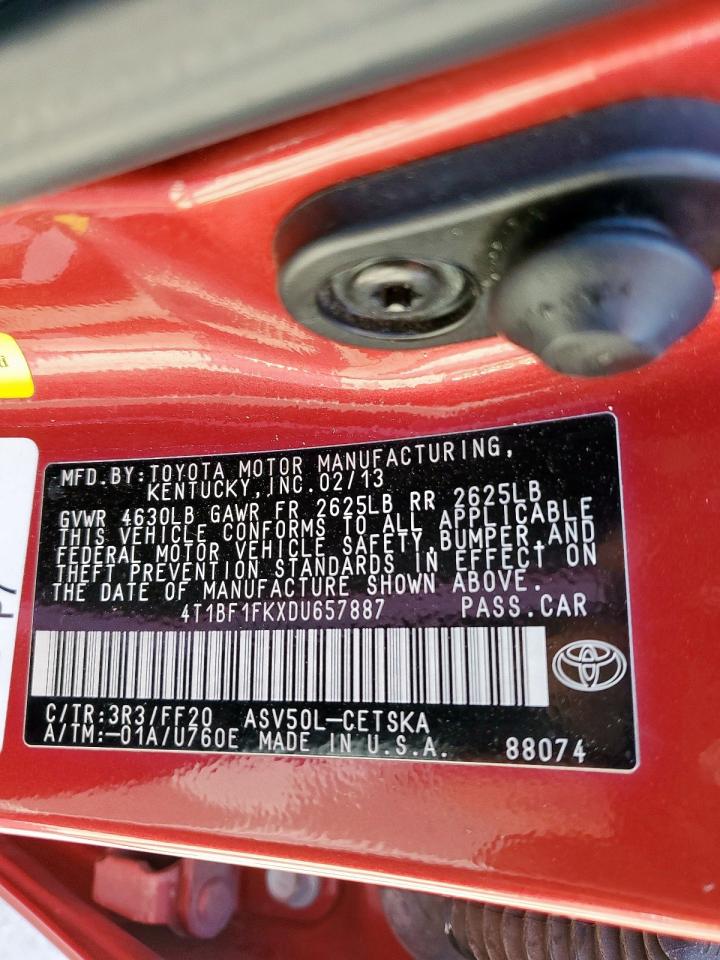 MFD.BY:TOYOTA MOTOR MANUFACTURING,
KENTUCKY,INC.02/13
GVWR 4630LB GAWR FR 2625LB RR 2625LB
THIS VEHICLE CONFORMS TO ALL APPLICABLE
FEDERAL MOTOR VEHICLE SAFETY,BUMPER,AND
THEFT PREVENTION STANDARDS IN EFFECT ON
THE DATE OF MANUFACTURE SHOWN ABOVE.
4T1BF1FKXDU657887 PASS.CAR
C/TR:3R3/FF20 ASV50L-CETSKA
A/TM:-01A/U760E MADE IN U.S.A. 88074